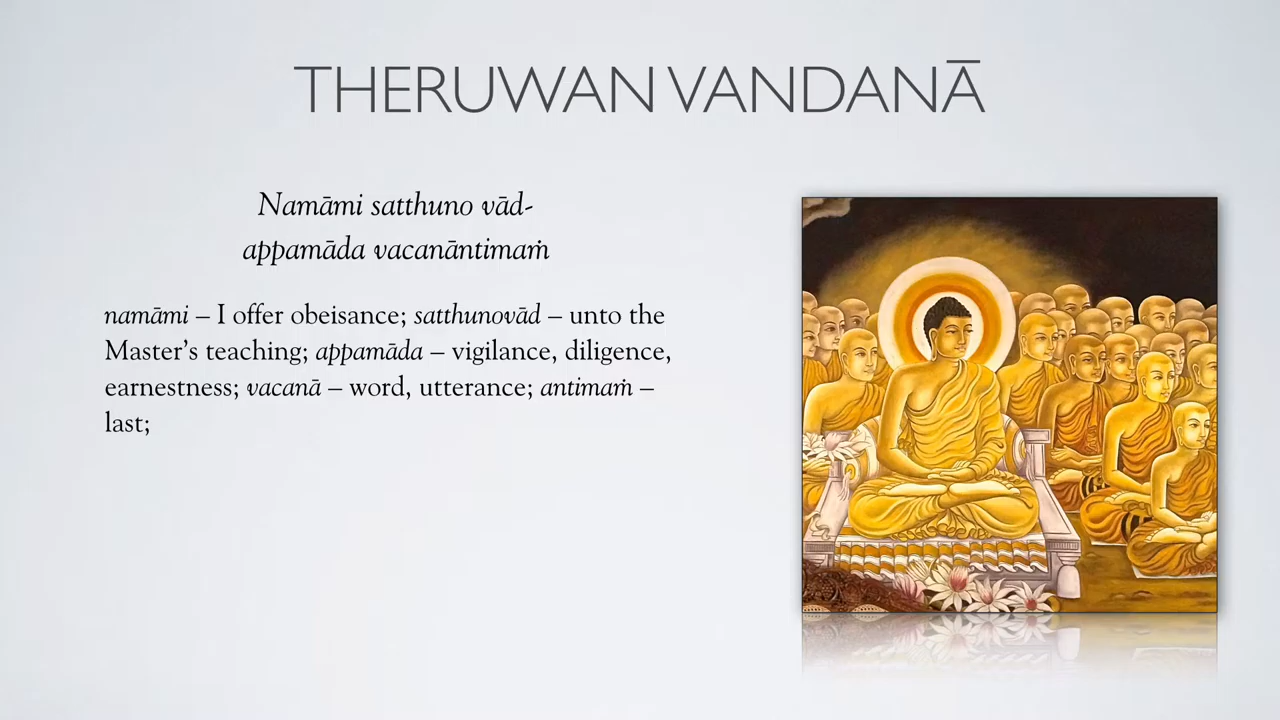 THERUWAN VANDANĀ
Namāmi satthuno vād-
appamāda vacanāntimaṁ
namāmi – I offer obeisance; satthunovād – unto the
Master’s teaching; appamāda – vigilance, diligence,
earnestness; vacanā – word, utterance; antimaṁ –
last;